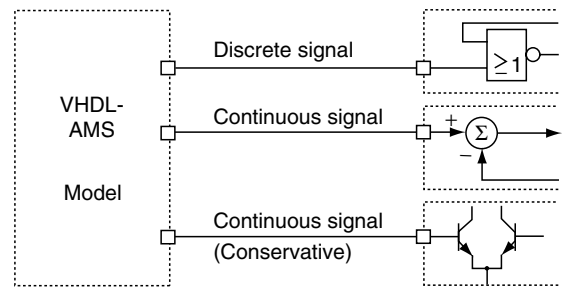 Discrete signal
≥1
VHDL-
AMS
Model
Continuous signal
+
Σ
−
Continuous signal
(Conservative)